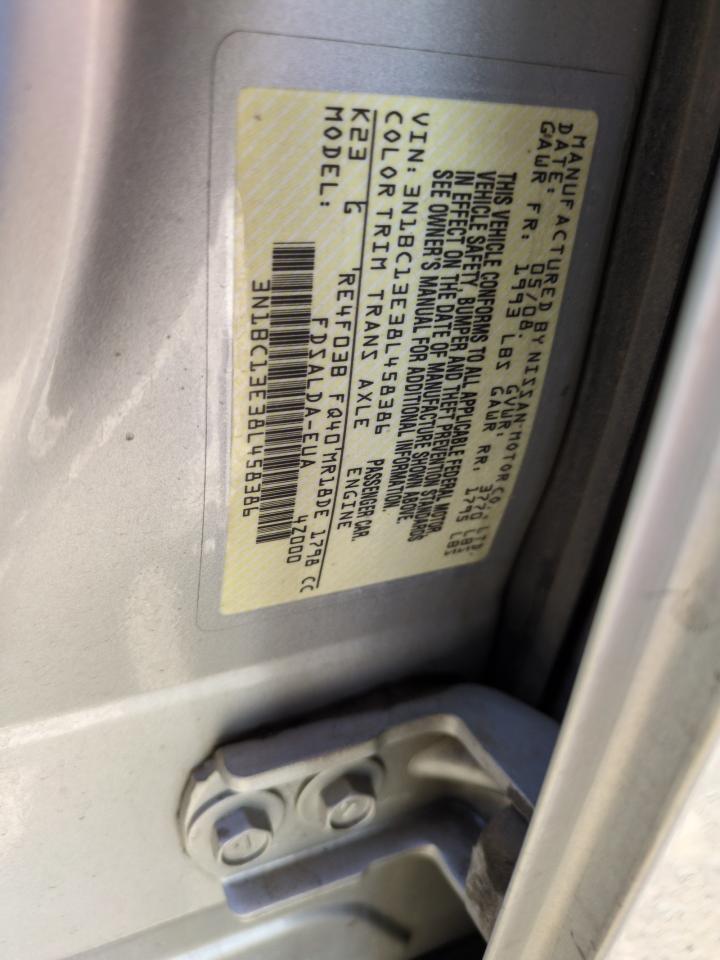 MANUFACTURED BY NISSAN MOTOR CO., LTD.
DATE: 05/08. GVWR: 3770 LBS
GAWR FR: 1993 LBS GAWR RR: 1795 LBS
THIS VEHICLE CONFORMS TO ALL APPLICABLE FEDERAL MOTOR
VEHICLE SAFETY, BUMPER AND THEFT PREVENTION STANDARDS
IN EFFECT ON THE DATE OF MANUFACTURE SHOWN ABOVE.
SEE OWNER'S MANUAL FOR ADDITIONAL INFORMATION.
VIN: 3N1BC13E38L458386 PASSENGER CAR.
COLOR TRIM TRANS AXLE ENGINE
K23 G RE4F03B FQ40 MR18DE 1798 CC
MODEL: FDSALDA-EUA 4Z000
3N1BC13E38L458386